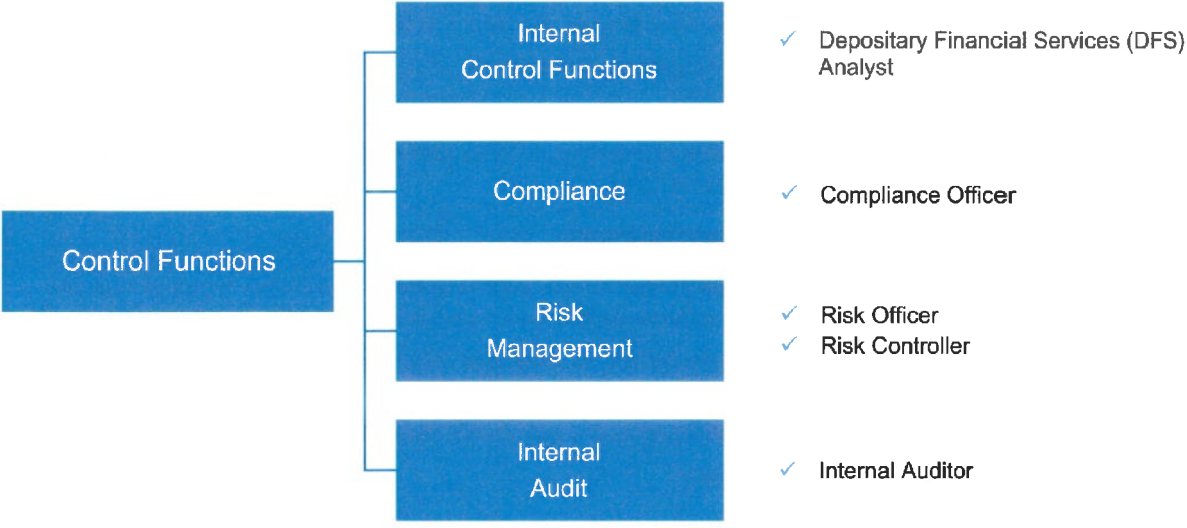 Internal
Control Functions
Depositary Financial Services (DFS)
Analyst
Compliance
Compliance Officer
Control Functions
Risk
Management
Risk Officer
Risk Controller
Internal
Audit
Internal Auditor